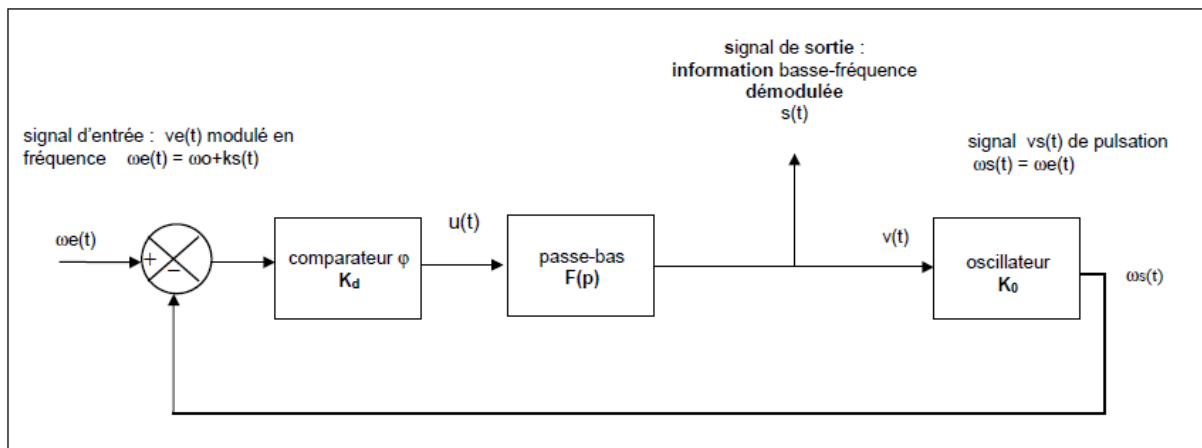 signal de sortie :
information basse-fréquence
démodulée
s(t)
signal d'entrée : ve(t) modulé en
fréquence ωe(t) = ωo+ks(t)
signal vs(t) de pulsation
ωs(t) = ωe(t)
ωe(t)
+
−
comparateur φ
Kd
u(t)
passe-bas
F(p)
v(t)
oscillateur
K0
ωs(t)